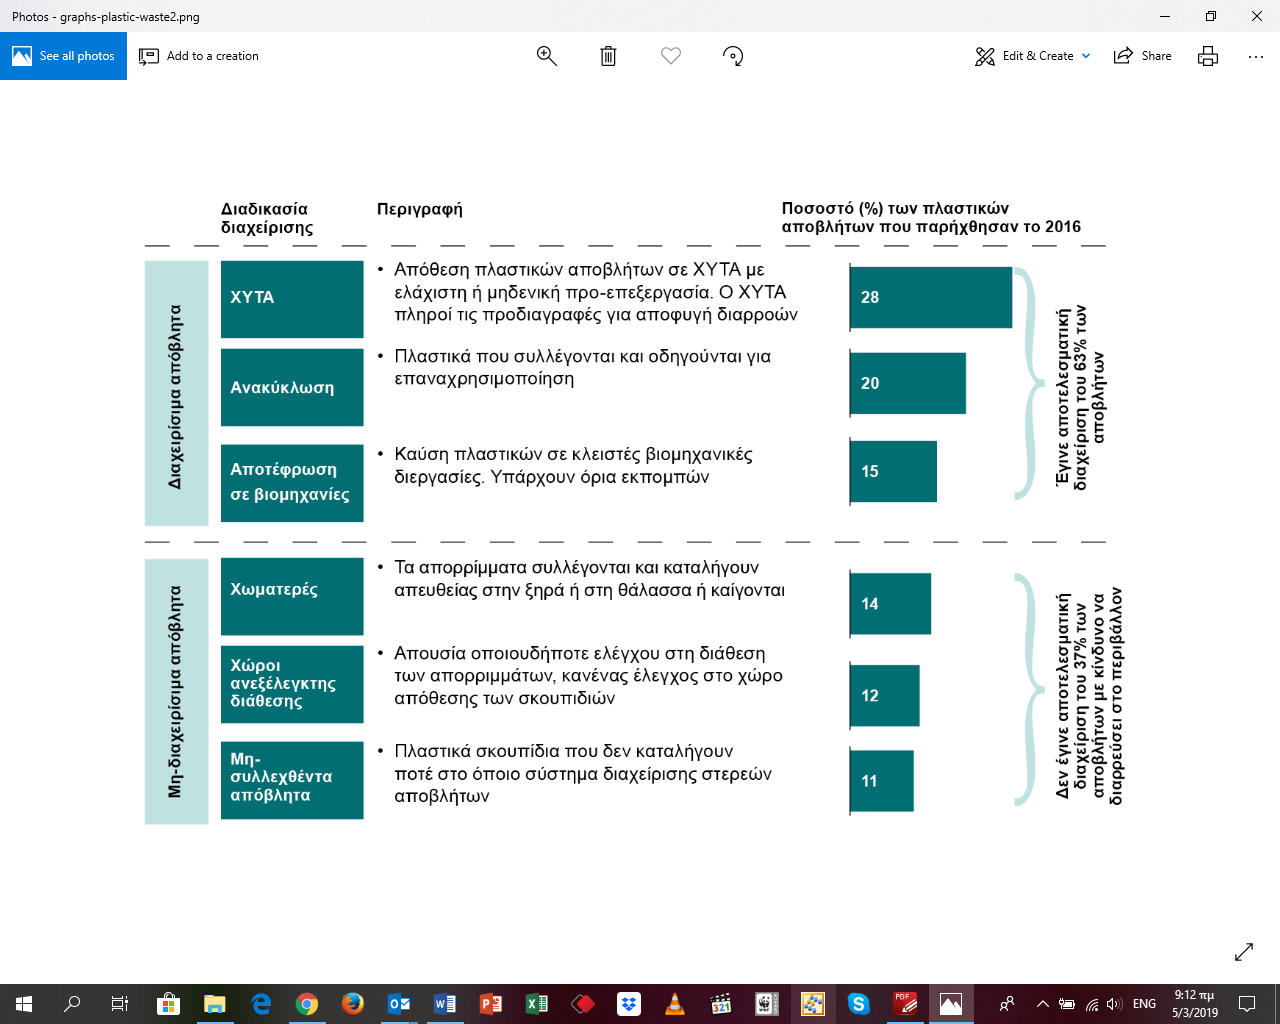 Photos - graphs-plastic-waste2.png
See all photos
Add to a creation
Edit & Create
Share
Διαδικασία
διαχείρισης
Περιγραφή
Ποσοστό (%) των πλαστικών
αποβλήτων που παρήχθησαν το 2016
Διαχειρίσιμα απόβλητα
ΧΥΤΑ
• Απόθεση πλαστικών αποβλήτων σε ΧΥΤΑ με
ελάχιστη ή μηδενική προ-επεξεργασία. Ο ΧΥΤΑ
πληροί τις προδιαγραφές για αποφυγή διαρροών
28
Ανακύκλωση
• Πλαστικά που συλλέγονται και οδηγούνται για
επαναχρησιμοποίηση
20
Αποτέφρωση
σε βιομηχανίες
• Καύση πλαστικών σε κλειστές βιομηχανικές
διεργασίες. Υπάρχουν όρια εκπομπών
15
Έγινε αποτελεσματική
διαχείριση του 63% των
αποβλήτων
Μη-διαχειρίσιμα απόβλητα
Χωματερές
• Τα απορρίμματα συλλέγονται και καταλήγουν
απευθείας στην ξηρά ή στη θάλασσα ή καίγονται
14
Χώροι
ανεξέλεγκτης
διάθεσης
• Απουσία οποιουδήποτε ελέγχου στη διάθεση
των απορριμμάτων, κανένας έλεγχος στο χώρο
απόθεσης των σκουπιδιών
12
Μη-
συλλεχθέντα
απόβλητα
• Πλαστικά σκουπίδια που δεν καταλήγουν
ποτέ στο όποιο σύστημα διαχείρισης στερεών
αποβλήτων
11
Δεν έγινε αποτελεσματική
διαχείριση του 37% των
αποβλήτων με κίνδυνο να
διαρρεύσει στο περιβάλλον
321
WWF
PDF
ΕΝΗ
9:12 πμ
5/3/2019